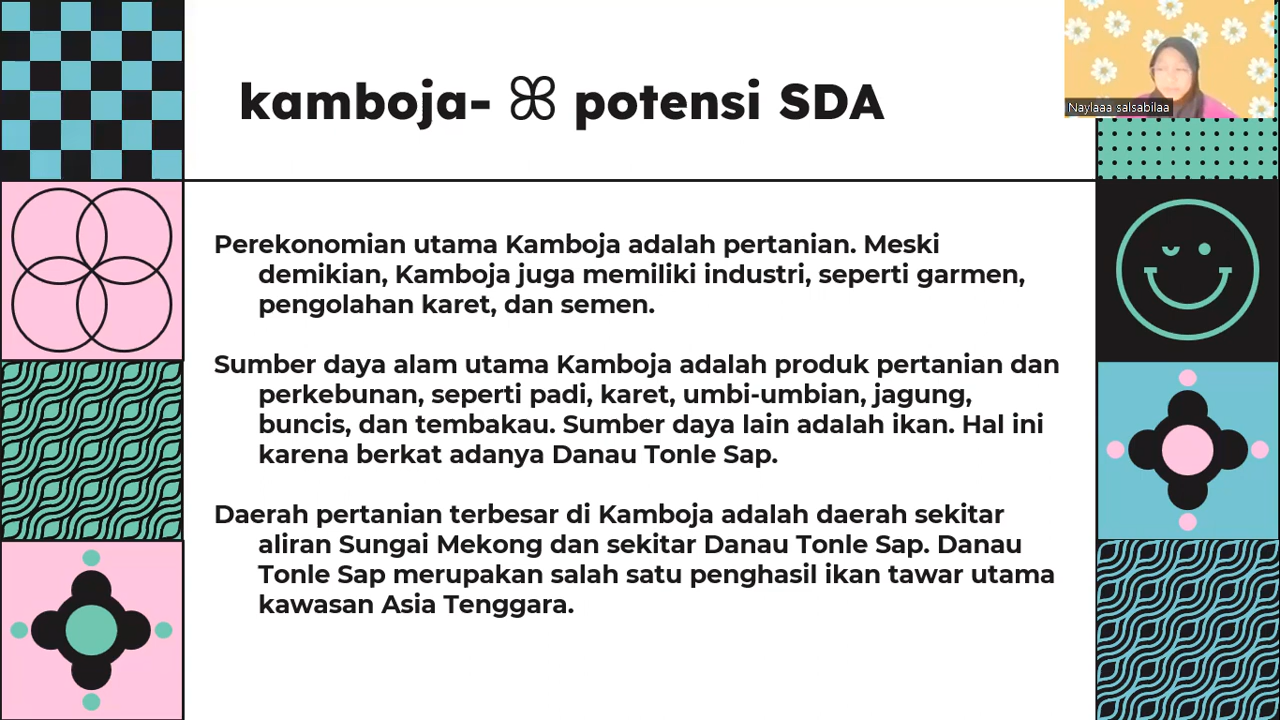 kamboja- ꕤ potensi SDA
Naylaaa salsabilaa
Perekonomian utama Kamboja adalah pertanian. Meski
demikian, Kamboja juga memiliki industri, seperti garmen,
pengolahan karet, dan semen.
Sumber daya alam utama Kamboja adalah produk pertanian dan
perkebunan, seperti padi, karet, umbi-umbian, jagung,
buncis, dan tembakau. Sumber daya lain adalah ikan. Hal ini
karena berkat adanya Danau Tonle Sap.
Daerah pertanian terbesar di Kamboja adalah daerah sekitar
aliran Sungai Mekong dan sekitar Danau Tonle Sap. Danau
Tonle Sap merupakan salah satu penghasil ikan tawar utama
kawasan Asia Tenggara.